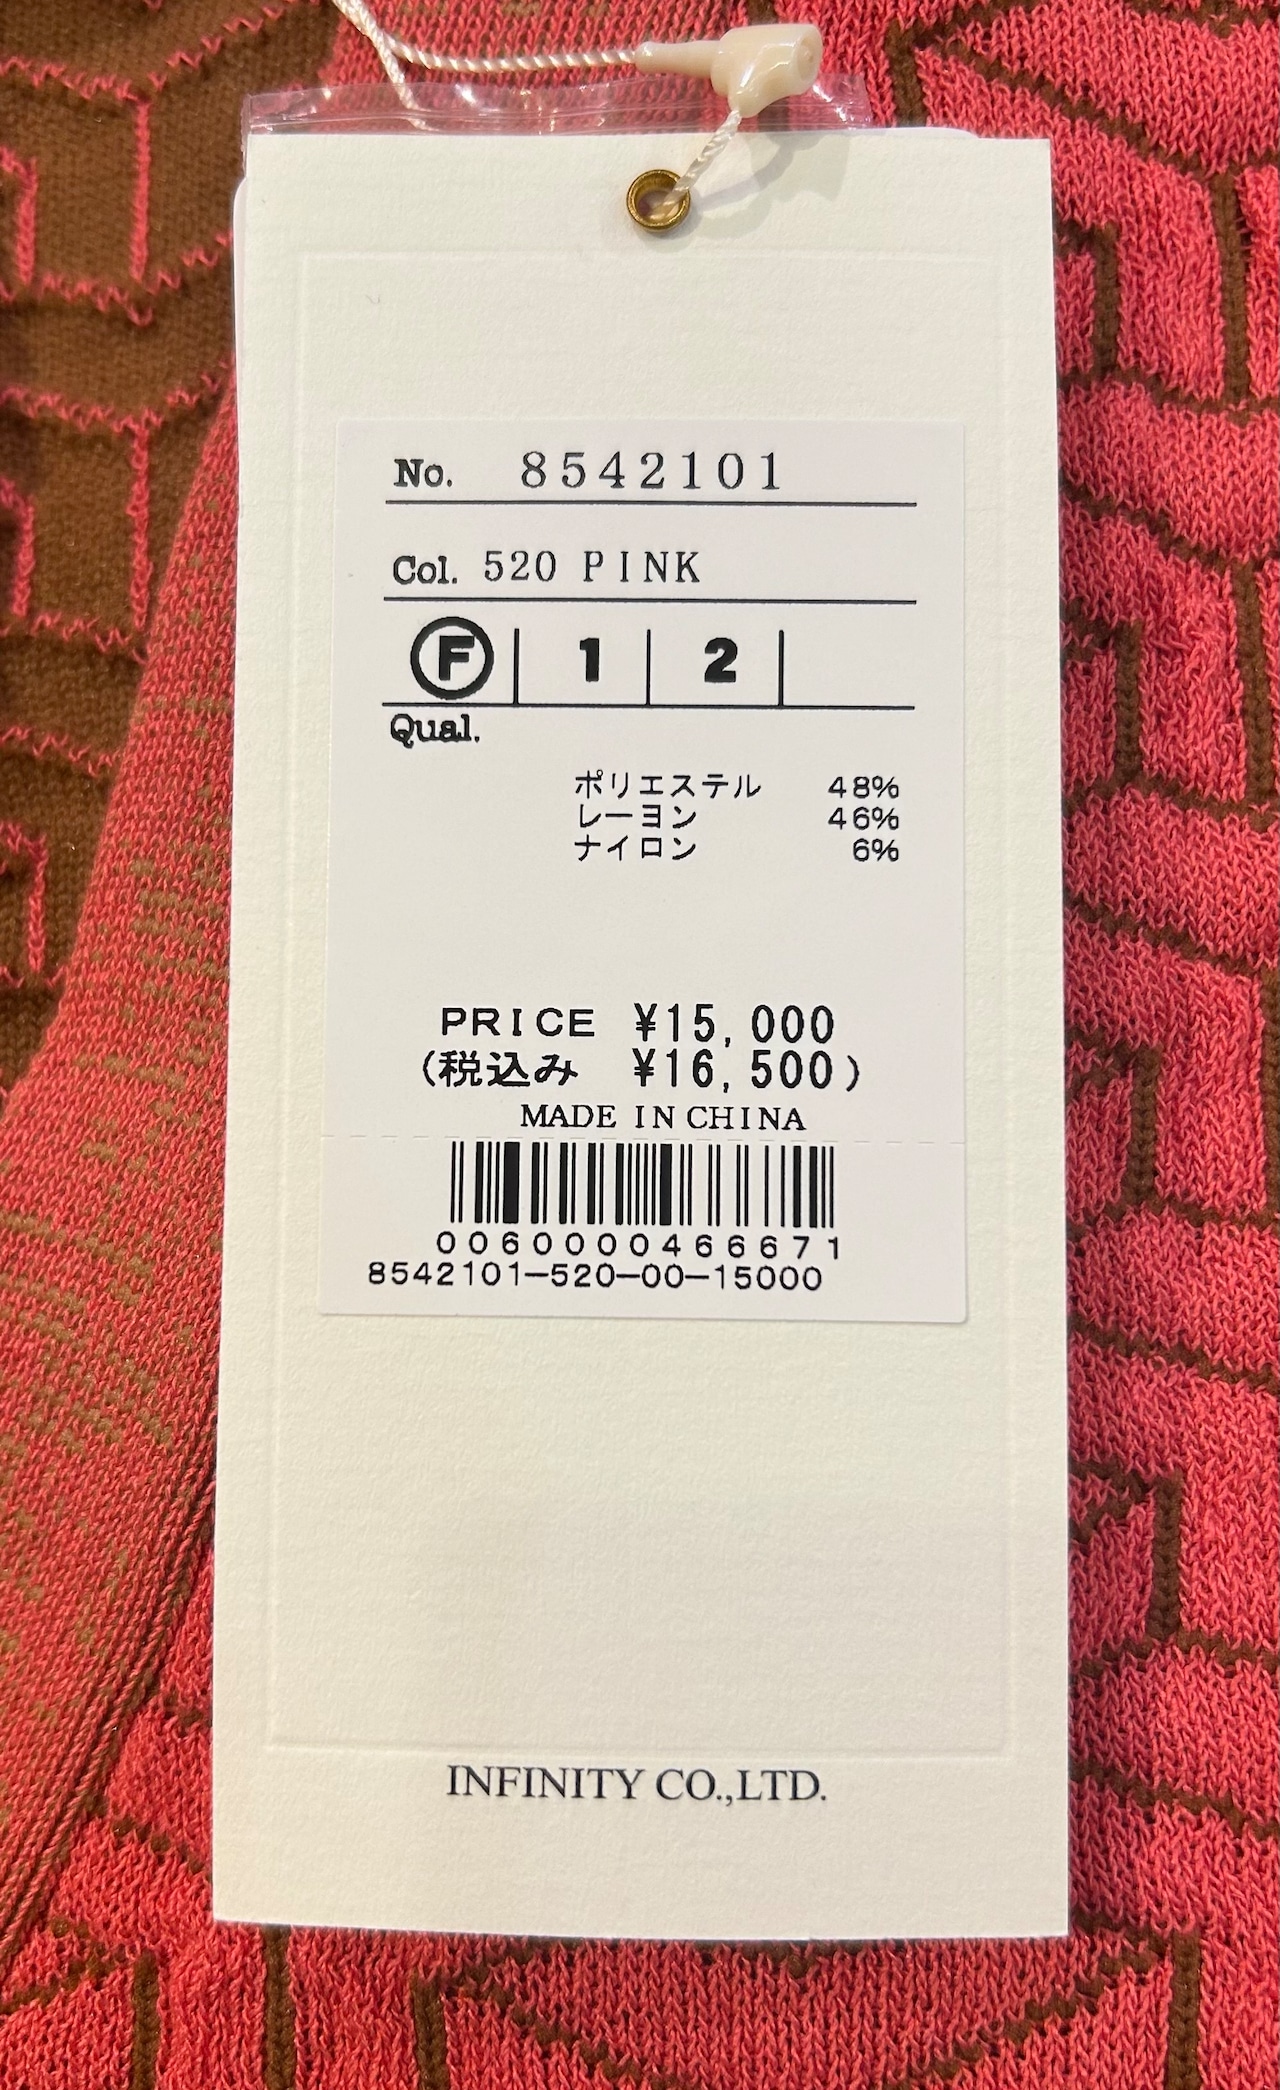 No. 8542101
Col. 520 PINK
F 1 2
Qual.
ポリエステル 48%
レーヨン 46%
ナイロン 6%
PRICE ¥15,000
(税込み ¥16,500)
MADE IN CHINA
0060000466671
8542101-520-00-15000
INFINITY CO.,LTD.